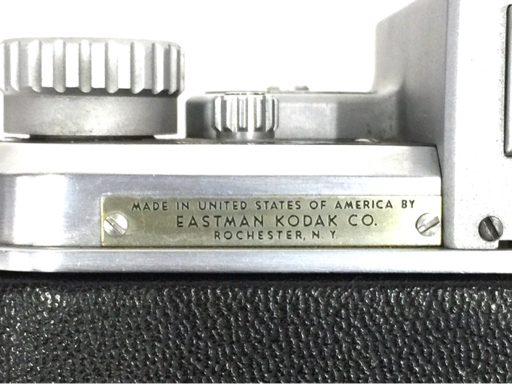 MADE IN UNITED STATES OF AMERICA BY
EASTMAN KODAK CO.
ROCHESTER, N. Y